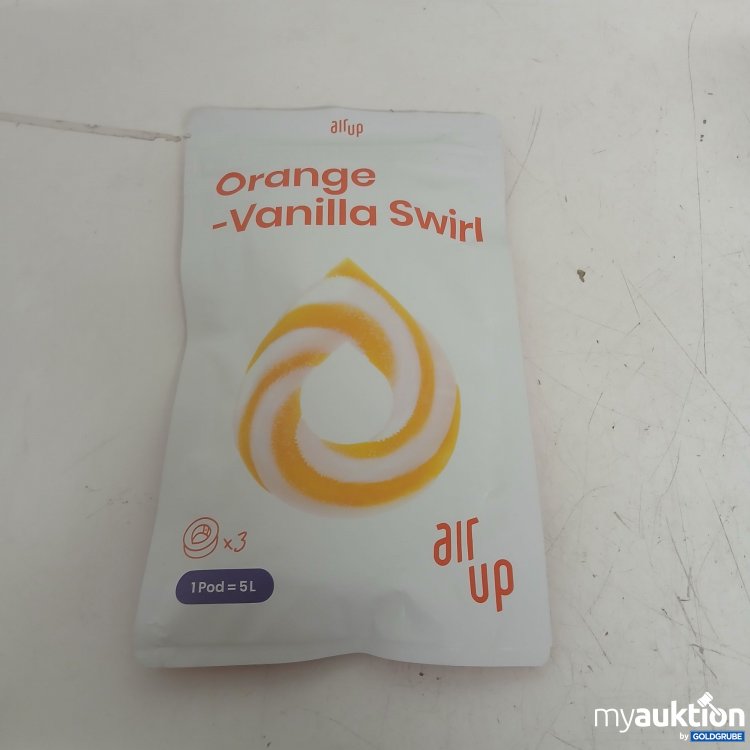 air up
Orange
-Vanilla Swirl
x3
1 Pod = 5L
air
up
myauktion
by GOLDGRUBE